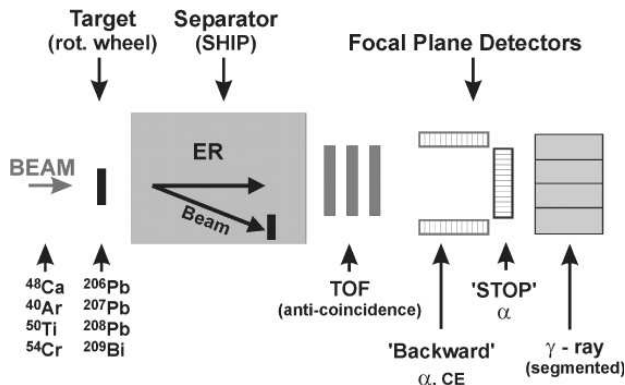 Target
(rot. wheel)
Separator
(SHIP)
Focal Plane Detectors
BEAM
ER
Beam
⁴⁸Ca
⁴⁰Ar
⁵⁰Ti
⁵⁴Cr
²⁰⁶Pb
²⁰⁷Pb
²⁰⁸Pb
²⁰⁹Bi
TOF
(anti-coincidence)
'Backward'
α, CE
'STOP'
α
γ - ray
(segmented)